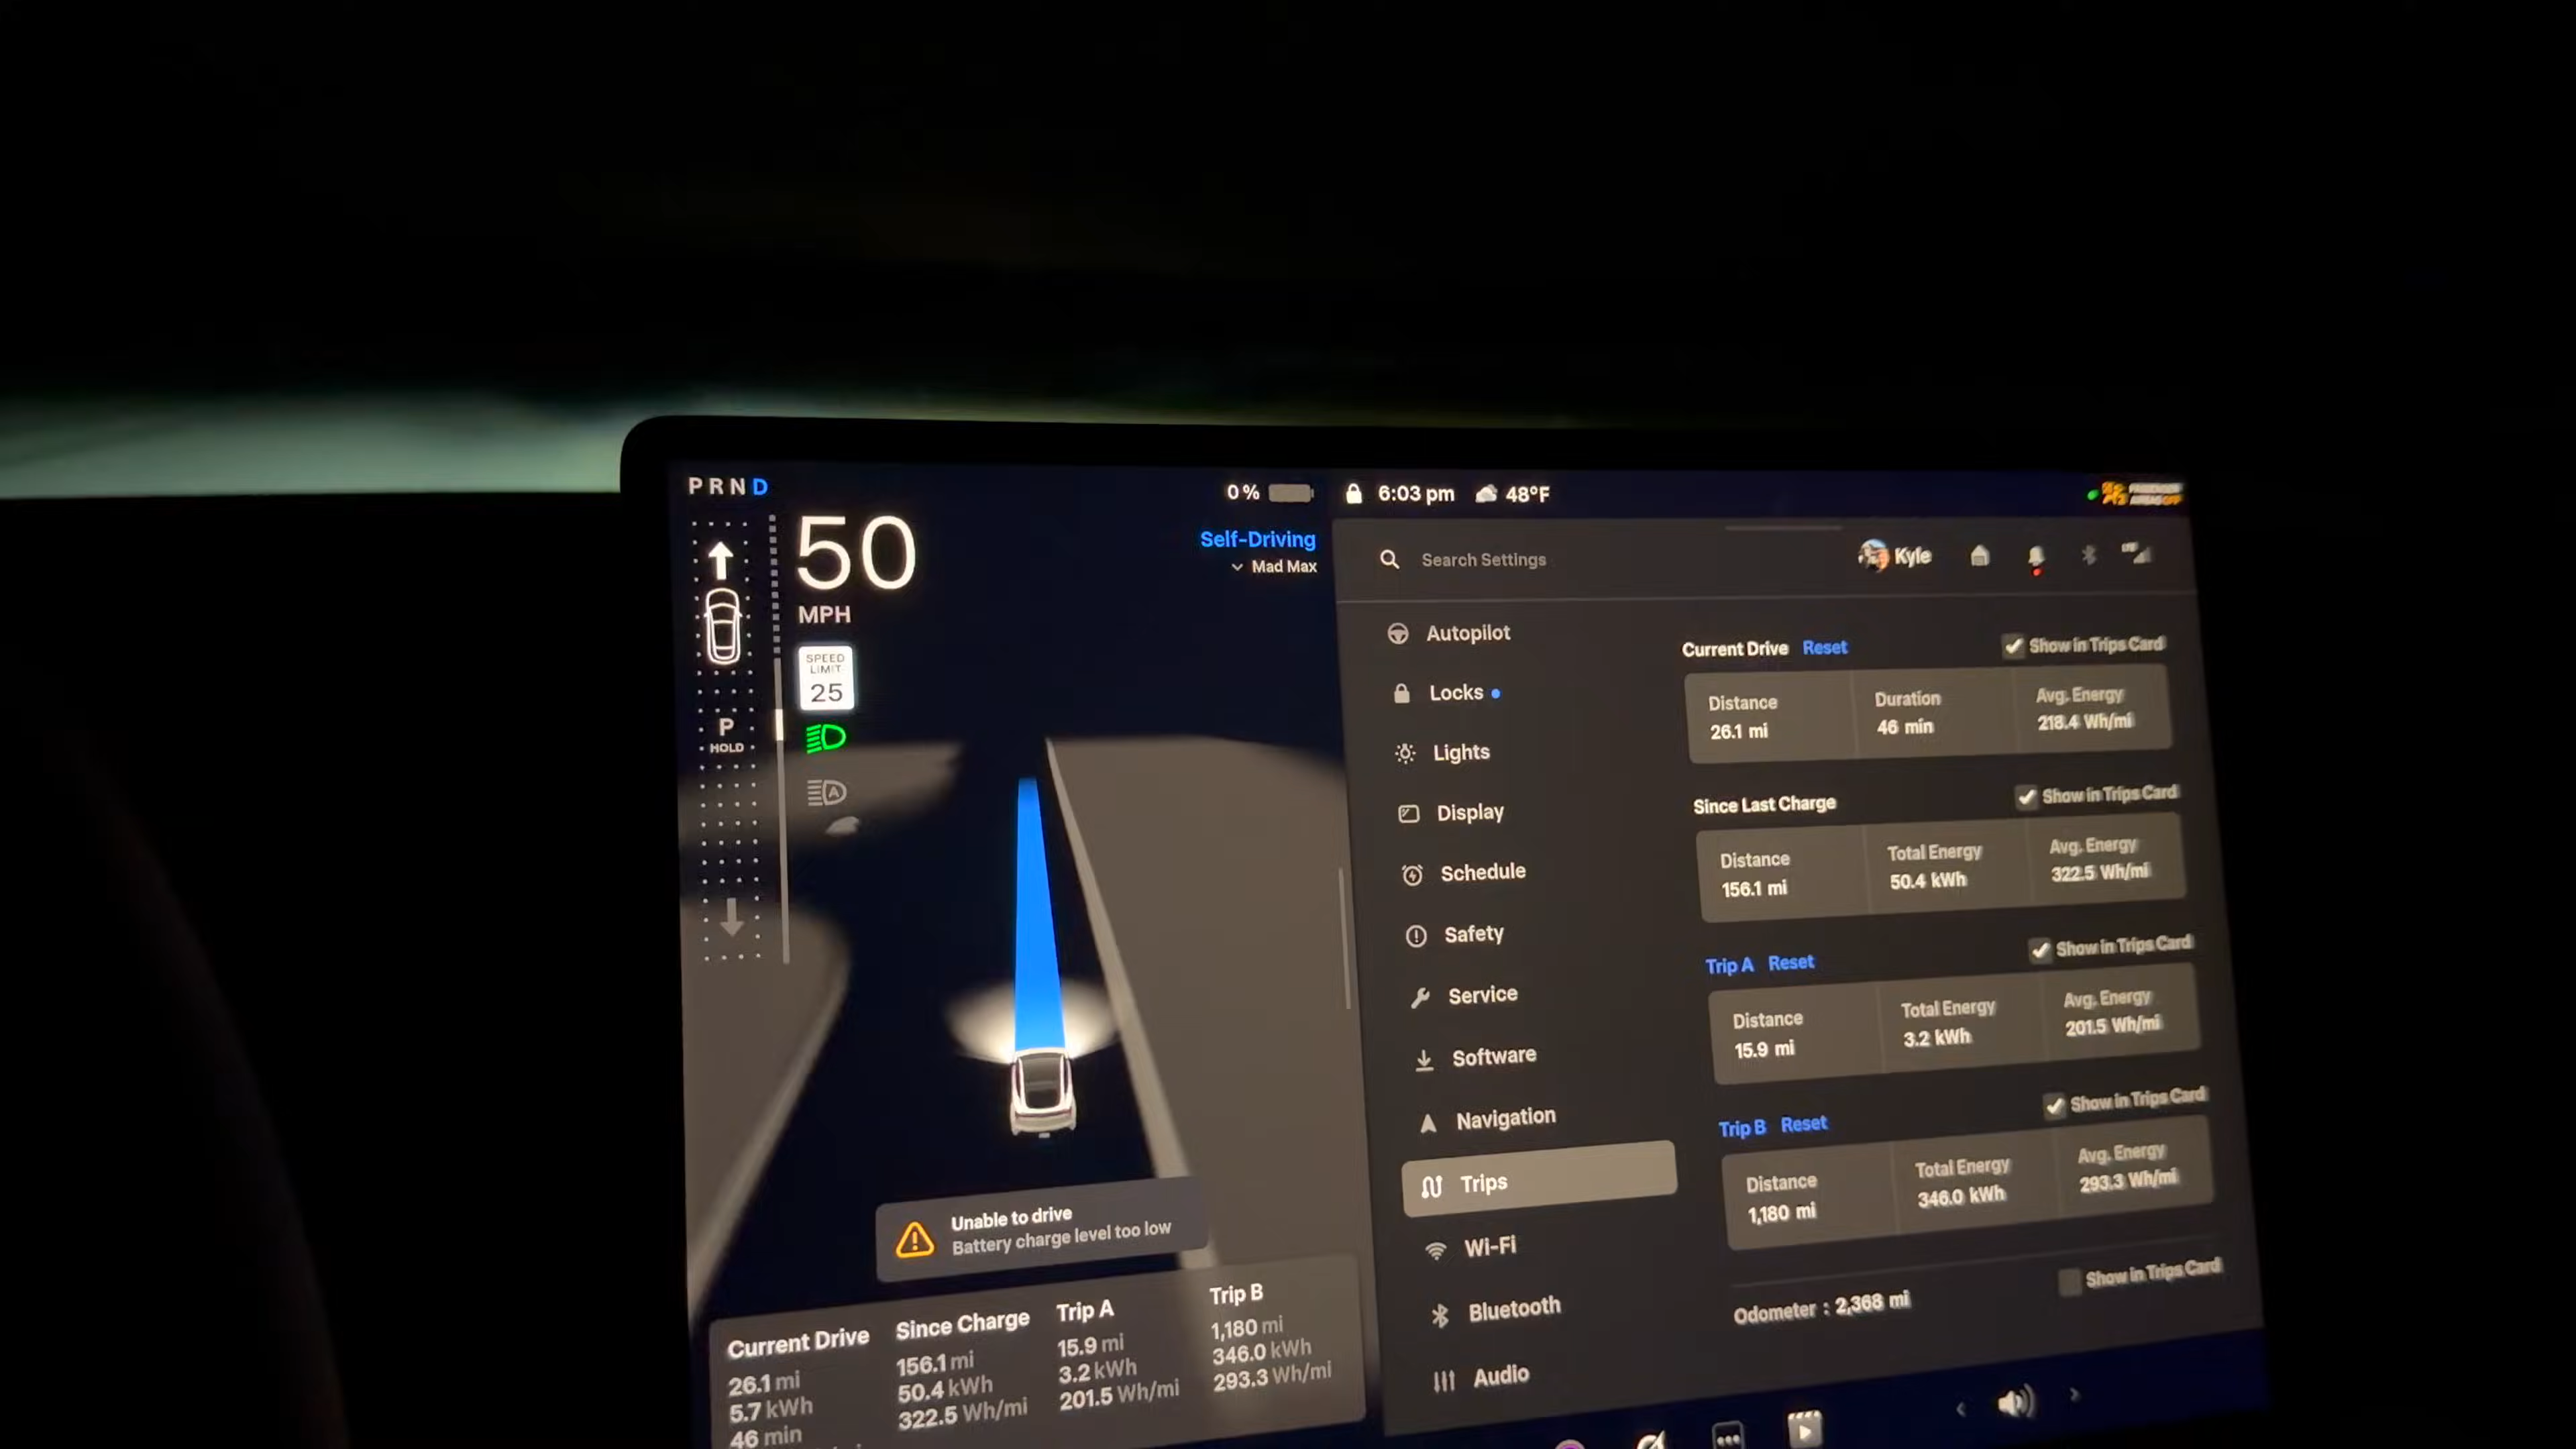 P R N D
0 %
6:03 pm
48°F
PASSENGER
AIRBAG OFF
50
MPH
Self-Driving
Mad Max
SPEED
LIMIT
25
P
HOLD
A
Unable to drive
Battery charge level too low
Current Drive
26.1 mi
5.7 kWh
46 min
Since Charge
156.1 mi
50.4 kWh
322.5 Wh/mi
Trip A
15.9 mi
3.2 kWh
201.5 Wh/mi
Trip B
1,180 mi
346.0 kWh
293.3 Wh/mi
Search Settings
Kyle
LTE
Autopilot
Locks
Lights
Display
Schedule
Safety
Service
Software
Navigation
Trips
Wi-Fi
Bluetooth
Audio
Current Drive Reset
Show in Trips Card
Distance
26.1 mi
Duration
46 min
Avg. Energy
218.4 Wh/mi
Since Last Charge
Show in Trips Card
Distance
156.1 mi
Total Energy
50.4 kWh
Avg. Energy
322.5 Wh/mi
Trip A Reset
Show in Trips Card
Distance
15.9 mi
Total Energy
3.2 kWh
Avg. Energy
201.5 Wh/mi
Trip B Reset
Show in Trips Card
Distance
1,180 mi
Total Energy
346.0 kWh
Avg. Energy
293.3 Wh/mi
Odometer : 2,368 mi
Show in Trips Card